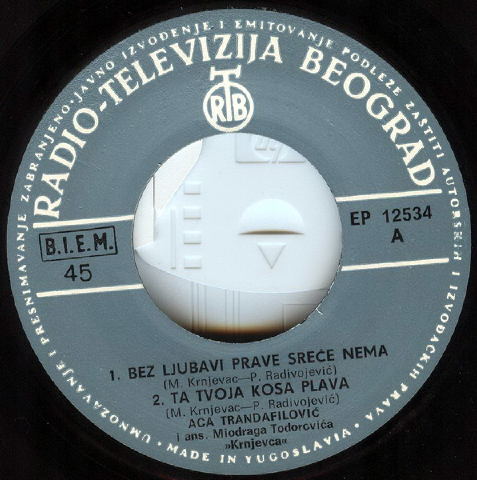 UMNOŽAVANJE I PRESNIMAVANJE ZABRANJENO·JAVNO IZVOĐENJE I EMITOVANJE PODLEŽE ZAŠTITI AUTORSKIH I IZVOĐAČKIH PRAVA ·
RADIO-TELEVIZIJA BEOGRAD
RTB
B.I.E.M.
45
EP 12534
A
1. BEZ LJUBAVI PRAVE SREĆE NEMA
(M. Krnjevac—P. Radivojević)
2. TA TVOJA KOSA PLAVA
(M. Krnjevac—P. Radivojević)
ACA TRANDAFILOVIĆ
i ans. Miodraga Todorovića
»Krnjevca«
· MADE IN YUGOSLAVIA ·